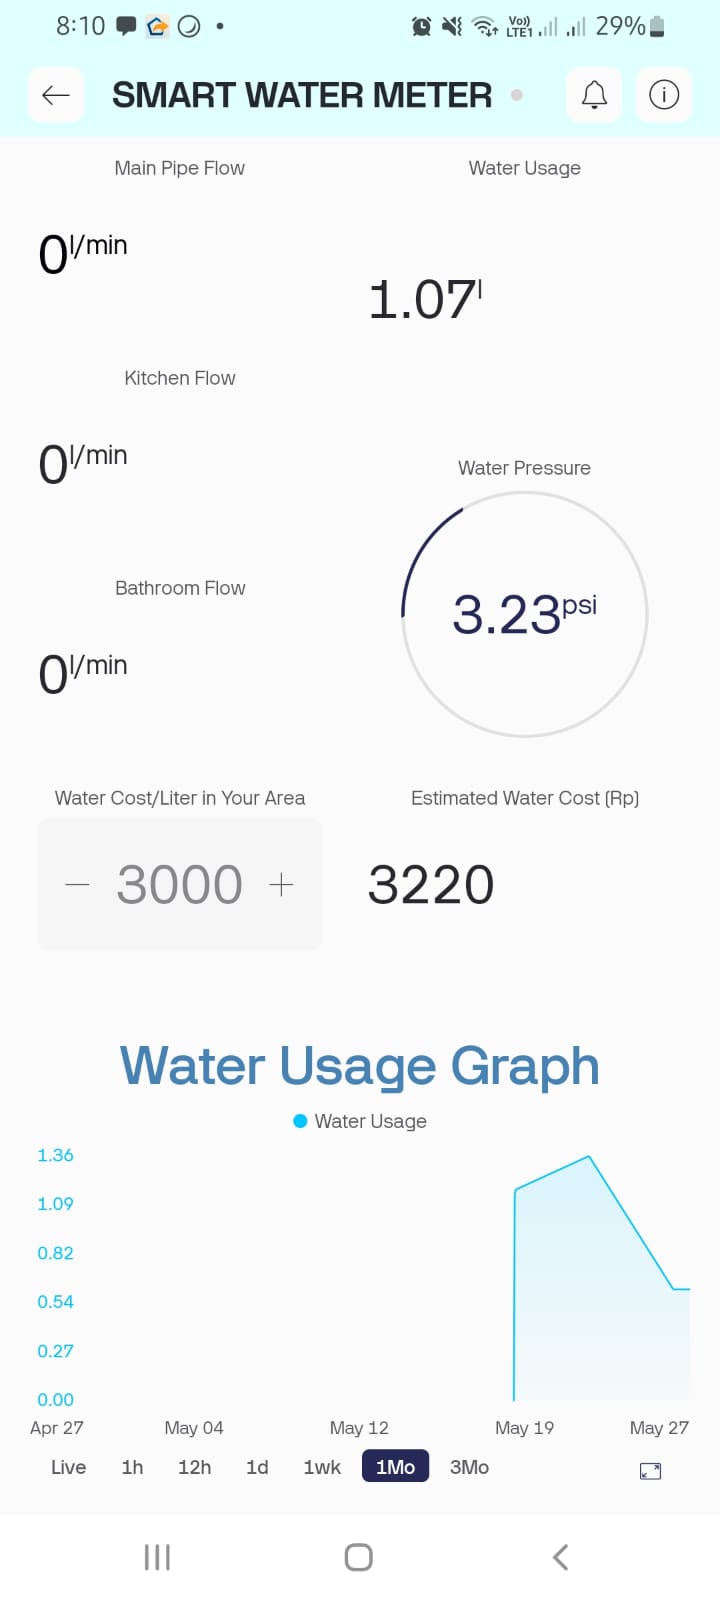 8:10
Vo)) LTE1
29%
SMART WATER METER
Main Pipe Flow
Water Usage
0l/min
1.07l
Kitchen Flow
0l/min
Water Pressure
3.23psi
Bathroom Flow
0l/min
Water Cost/Liter in Your Area
Estimated Water Cost (Rp)
− 3000 +
3220
Water Usage Graph
Water Usage
1.36
1.09
0.82
0.54
0.27
0.00
Apr 27 May 04 May 12 May 19 May 27
Live 1h 12h 1d 1wk 1Mo 3Mo